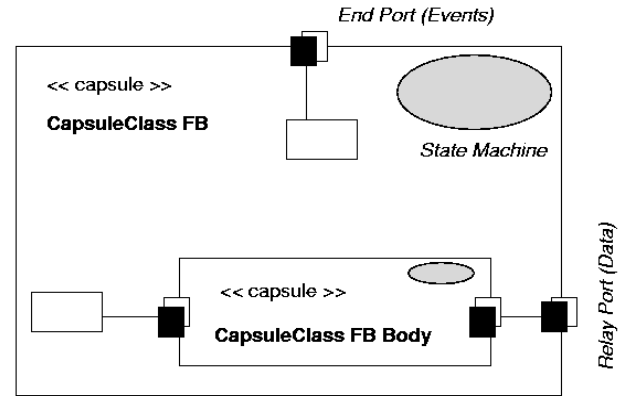 End Port (Events)
<< capsule >>
CapsuleClass FB
State Machine
Relay Port (Data)
<< capsule >>
CapsuleClass FB Body